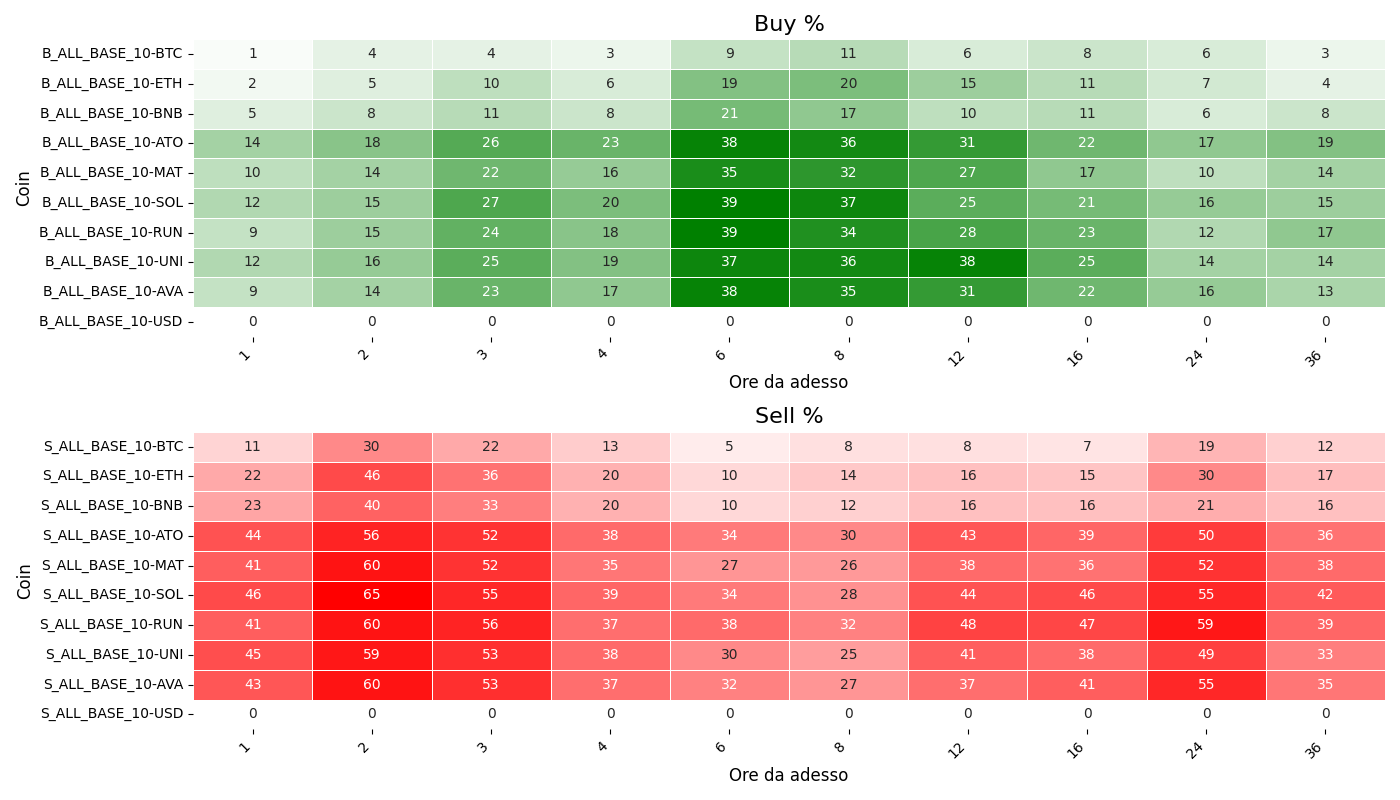 Buy %
Coin
B_ALL_BASE_10-BTC 1 4 4 3 9 11 6 8 6 3
B_ALL_BASE_10-ETH 2 5 10 6 19 20 15 11 7 4
B_ALL_BASE_10-BNB 5 8 11 8 21 17 10 11 6 8
B_ALL_BASE_10-ATO 14 18 26 23 38 36 31 22 17 19
B_ALL_BASE_10-MAT 10 14 22 16 35 32 27 17 10 14
B_ALL_BASE_10-SOL 12 15 27 20 39 37 25 21 16 15
B_ALL_BASE_10-RUN 9 15 24 18 39 34 28 23 12 17
B_ALL_BASE_10-UNI 12 16 25 19 37 36 38 25 14 14
B_ALL_BASE_10-AVA 9 14 23 17 38 35 31 22 16 13
B_ALL_BASE_10-USD 0 0 0 0 0 0 0 0 0 0
1 2 3 4 6 8 12 16 24 36
Ore da adesso
Sell %
Coin
S_ALL_BASE_10-BTC 11 30 22 13 5 8 8 7 19 12
S_ALL_BASE_10-ETH 22 46 36 20 10 14 16 15 30 17
S_ALL_BASE_10-BNB 23 40 33 20 10 12 16 16 21 16
S_ALL_BASE_10-ATO 44 56 52 38 34 30 43 39 50 36
S_ALL_BASE_10-MAT 41 60 52 35 27 26 38 36 52 38
S_ALL_BASE_10-SOL 46 65 55 39 34 28 44 46 55 42
S_ALL_BASE_10-RUN 41 60 56 37 38 32 48 47 59 39
S_ALL_BASE_10-UNI 45 59 53 38 30 25 41 38 49 33
S_ALL_BASE_10-AVA 43 60 53 37 32 27 37 41 55 35
S_ALL_BASE_10-USD 0 0 0 0 0 0 0 0 0 0
1 2 3 4 6 8 12 16 24 36
Ore da adesso